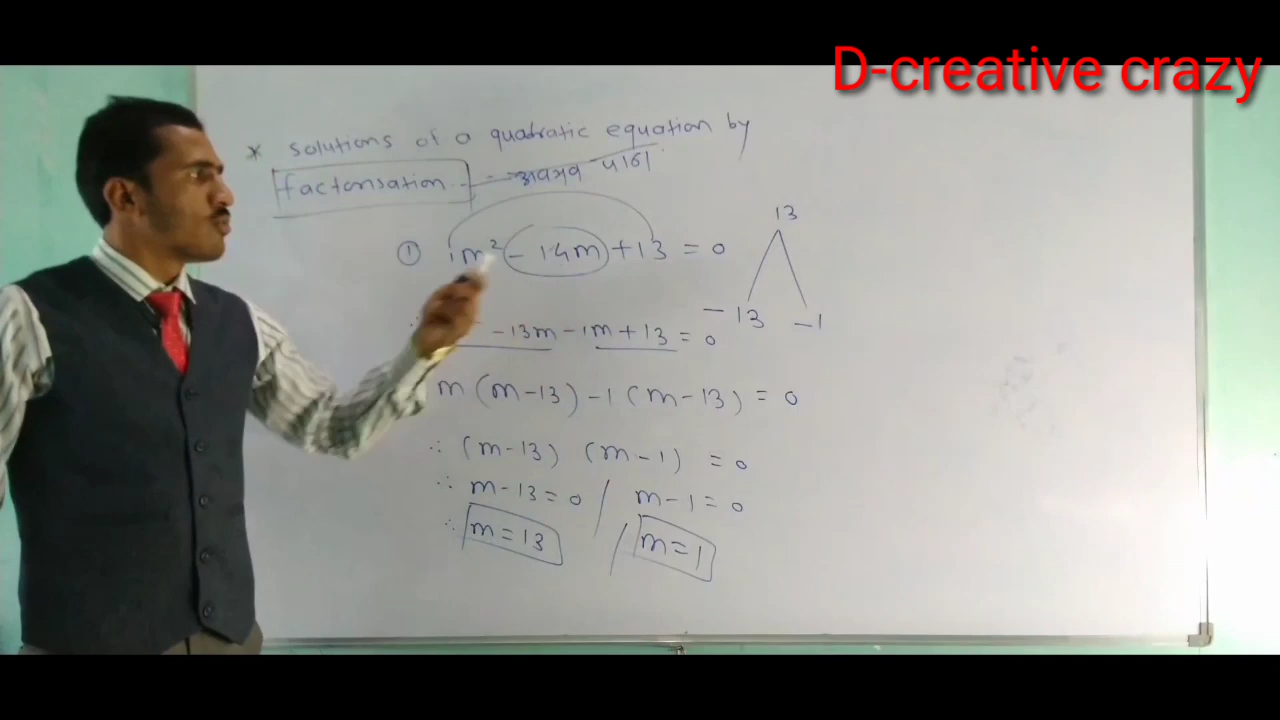 D-creative crazy
* solutions of a quadratic equation by
factorisation - अवयव पाडा
① 1m² - 14m + 13 = 0
13
-13 -1
- 13m - 1m + 13 = 0
m (m - 13) - 1 (m - 13) = 0
∴ (m - 13) (m - 1) = 0
∴ m - 13 = 0 / m - 1 = 0
∴ m = 13 / m = 1